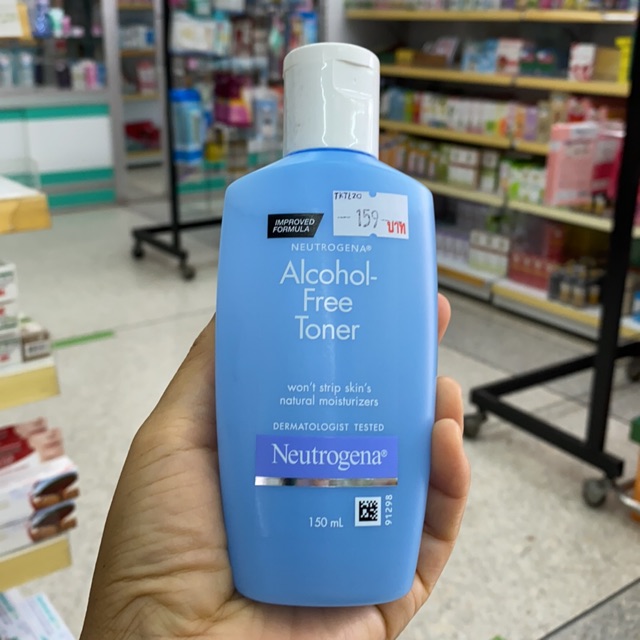 159 บาท
IMPROVED
FORMULA
NEUTROGENA®
Alcohol-
Free
Toner
won't strip skin's
natural moisturizers
DERMATOLOGIST TESTED
Neutrogena®
150 mL
91298